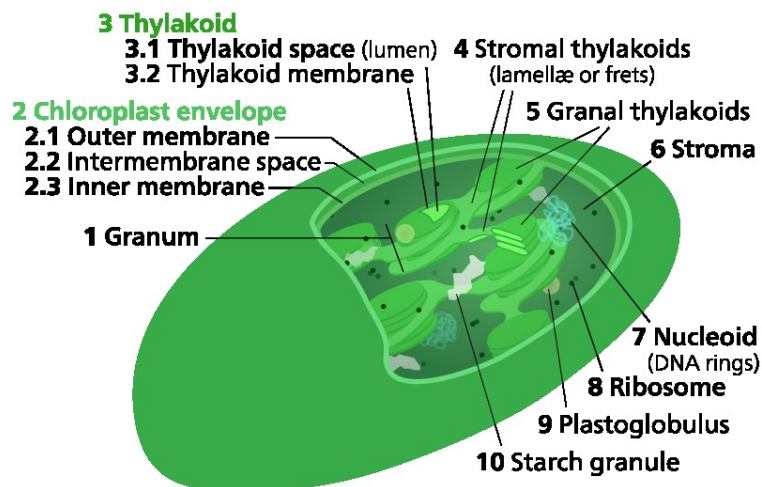 3 Thylakoid
3.1 Thylakoid space (lumen)
3.2 Thylakoid membrane
4 Stromal thylakoids
(lamellæ or frets)
2 Chloroplast envelope
2.1 Outer membrane
2.2 Intermembrane space
2.3 Inner membrane
5 Granal thylakoids
6 Stroma
1 Granum
7 Nucleoid
(DNA rings)
8 Ribosome
9 Plastoglobulus
10 Starch granule